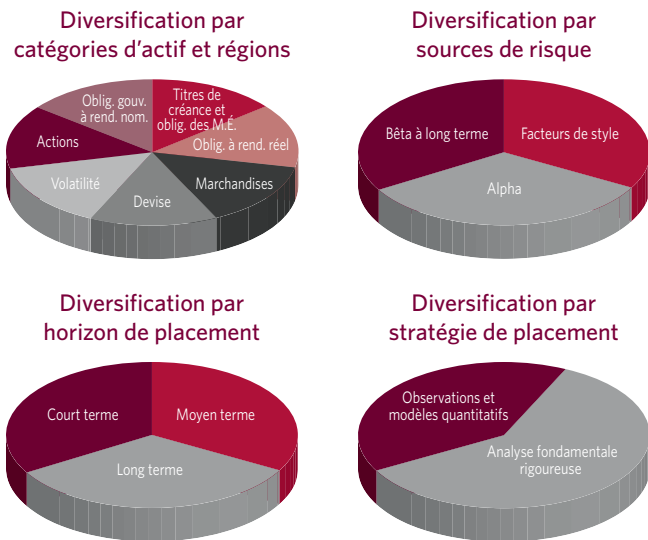 Diversification par
catégories d’actif et régions
Oblig. gouv.
à rend. nom.
Titres de
créance et
oblig. des M.É.
Actions
Oblig. à rend. réel
Volatilité
Devise
Marchandises
Diversification par
sources de risque
Bêta à long terme
Facteurs de style
Alpha
Diversification par
horizon de placement
Court terme
Moyen terme
Long terme
Diversification par
stratégie de placement
Observations et
modèles quantitatifs
Analyse fondamentale
rigoureuse